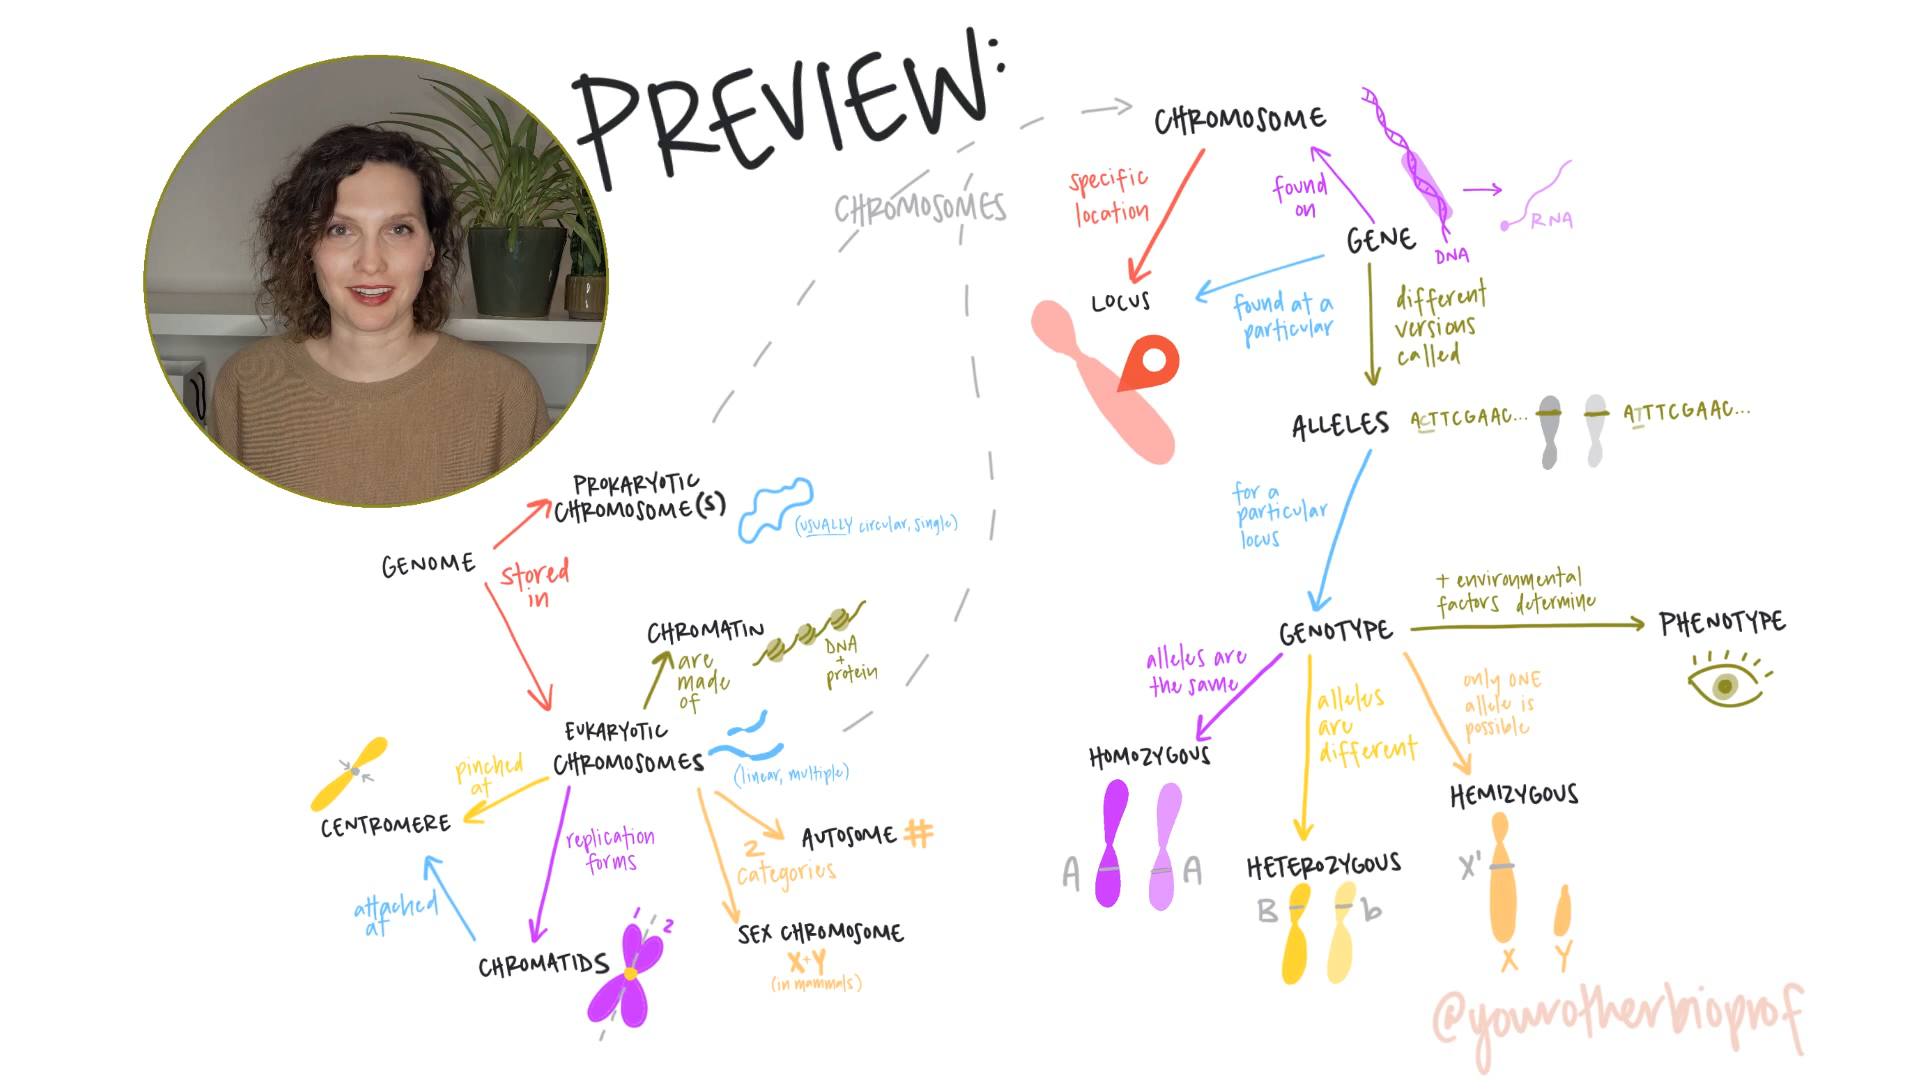 PREVIEW:
CHROMOSOMES
GENOME
stored
in
PROKARYOTIC
CHROMOSOME(S)
(USUALLY circular, single)
EUKARYOTIC
CHROMOSOMES
(linear, multiple)
are
made
of
CHROMATIN
DNA
+
protein
pinched
at
CENTROMERE
replication
forms
CHROMATIDS
1
2
attached
at
2
categories
AUTOSOME #
SEX CHROMOSOME
X+Y
(in mammals)
CHROMOSOME
specific
location
LOCUS
found
on
GENE
DNA
RNA
found at a
particular
different
versions
called
ALLELES
ACTTCGAAC...
ATTTCGAAC...
for a
particular
locus
GENOTYPE
+ environmental
factors determine
PHENOTYPE
alleles are
the same
HOMOZYGOUS
A
A
alleles
are
different
HETEROZYGOUS
B
b
only ONE
allele is
possible
HEMIZYGOUS
X'
X
Y
@yourotherbioprof